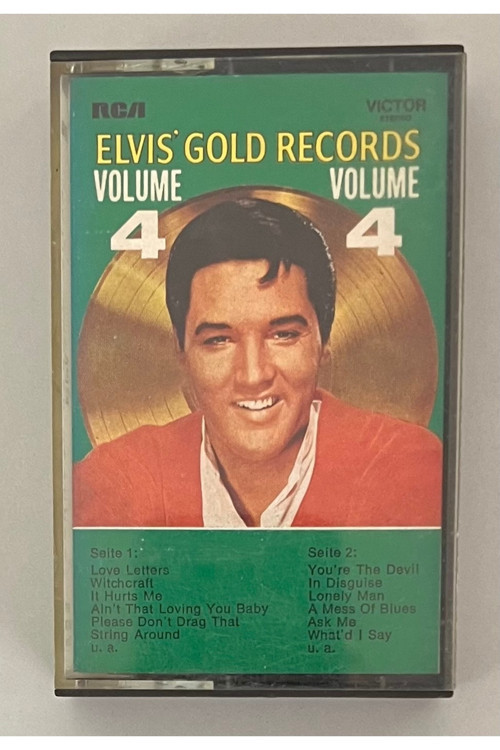 RCA
VICTOR
STEREO
ELVIS' GOLD RECORDS
VOLUME
4
VOLUME
4
Seite 1:
Love Letters
Witchcraft
It Hurts Me
Ain't That Loving You Baby
Please Don't Drag That
String Around
u. a.
Seite 2:
You're The Devil
In Disguise
Lonely Man
A Mess Of Blues
Ask Me
What'd I Say
u. a.